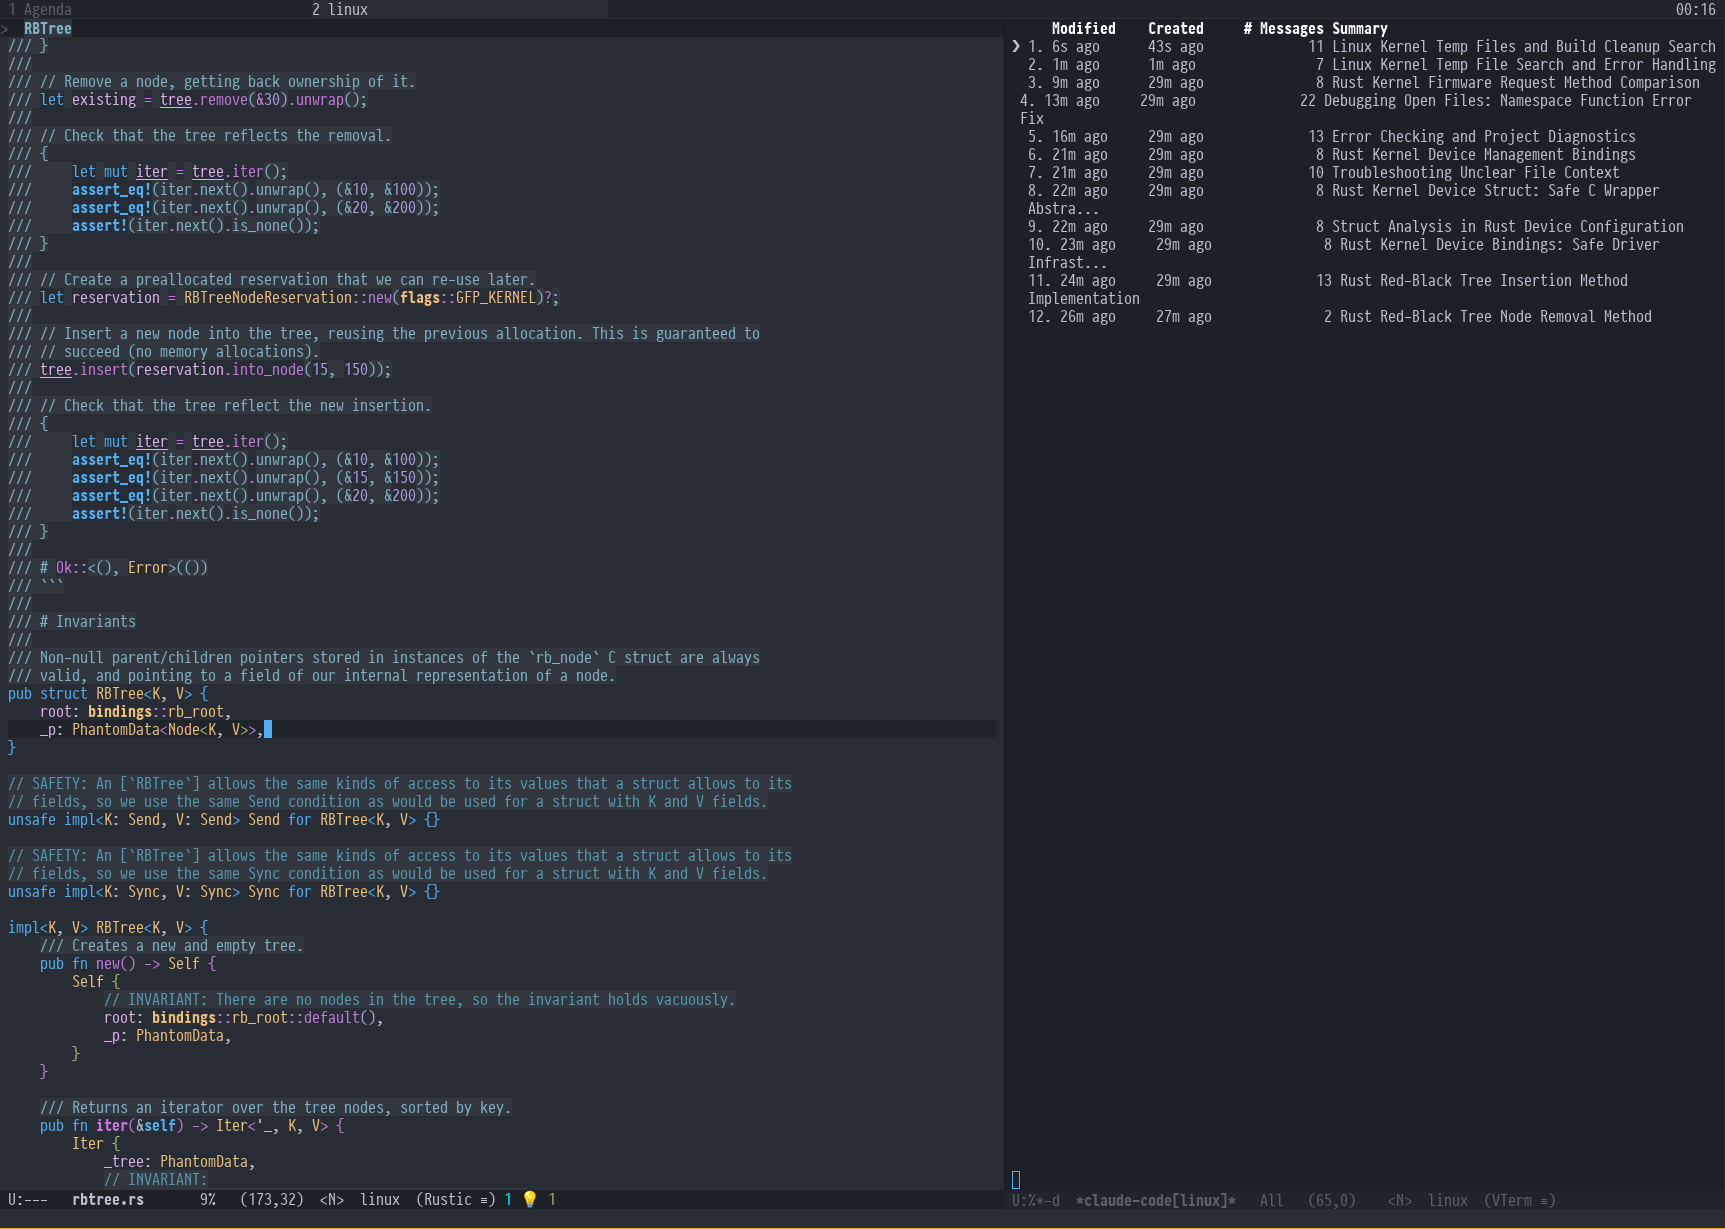 1 Agenda 2 linux 00:16
> RBTree
/// }
///
/// // Remove a node, getting back ownership of it.
/// let existing = tree.remove(&30).unwrap();
///
/// // Check that the tree reflects the removal.
/// {
///     let mut iter = tree.iter();
///     assert_eq!(iter.next().unwrap(), (&10, &100));
///     assert_eq!(iter.next().unwrap(), (&20, &200));
///     assert!(iter.next().is_none());
/// }
///
/// // Create a preallocated reservation that we can re-use later.
/// let reservation = RBTreeNodeReservation::new(flags::GFP_KERNEL)?;
///
/// // Insert a new node into the tree, reusing the previous allocation. This is guaranteed to
/// // succeed (no memory allocations).
/// tree.insert(reservation.into_node(15, 150));
///
/// // Check that the tree reflect the new insertion.
/// {
///     let mut iter = tree.iter();
///     assert_eq!(iter.next().unwrap(), (&10, &100));
///     assert_eq!(iter.next().unwrap(), (&15, &150));
///     assert_eq!(iter.next().unwrap(), (&20, &200));
///     assert!(iter.next().is_none());
/// }
///
/// # Ok::<(), Error>(())
/// ```
///
/// # Invariants
///
/// Non-null parent/children pointers stored in instances of the `rb_node` C struct are always
/// valid, and pointing to a field of our internal representation of a node.
pub struct RBTree<K, V> {
    root: bindings::rb_root,
    _p: PhantomData<Node<K, V>>,
}

// SAFETY: An [`RBTree`] allows the same kinds of access to its values that a struct allows to its
// fields, so we use the same Send condition as would be used for a struct with K and V fields.
unsafe impl<K: Send, V: Send> Send for RBTree<K, V> {}

// SAFETY: An [`RBTree`] allows the same kinds of access to its values that a struct allows to its
// fields, so we use the same Sync condition as would be used for a struct with K and V fields.
unsafe impl<K: Sync, V: Sync> Sync for RBTree<K, V> {}

impl<K, V> RBTree<K, V> {
    /// Creates a new and empty tree.
    pub fn new() -> Self {
        Self {
            // INVARIANT: There are no nodes in the tree, so the invariant holds vacuously.
            root: bindings::rb_root::default(),
            _p: PhantomData,
        }
    }

    /// Returns an iterator over the tree nodes, sorted by key.
    pub fn iter(&self) -> Iter<'_, K, V> {
        Iter {
            _tree: PhantomData,
            // INVARIANT:
U:--- rbtree.rs 9% (173,32) <N> linux (Rustic ≡) 1 💡 1
Modified Created # Messages Summary
❯ 1. 6s ago 43s ago 11 Linux Kernel Temp Files and Build Cleanup Search
2. 1m ago 1m ago 7 Linux Kernel Temp File Search and Error Handling
3. 9m ago 29m ago 8 Rust Kernel Firmware Request Method Comparison
4. 13m ago 29m ago 22 Debugging Open Files: Namespace Function Error
Fix
5. 16m ago 29m ago 13 Error Checking and Project Diagnostics
6. 21m ago 29m ago 8 Rust Kernel Device Management Bindings
7. 21m ago 29m ago 10 Troubleshooting Unclear File Context
8. 22m ago 29m ago 8 Rust Kernel Device Struct: Safe C Wrapper
Abstra...
9. 22m ago 29m ago 8 Struct Analysis in Rust Device Configuration
10. 23m ago 29m ago 8 Rust Kernel Device Bindings: Safe Driver
Infrast...
11. 24m ago 29m ago 13 Rust Red-Black Tree Insertion Method
Implementation
12. 26m ago 27m ago 2 Rust Red-Black Tree Node Removal Method
U:%*-d *claude-code[linux]* All (65,0) <N> linux (VTerm ≡)